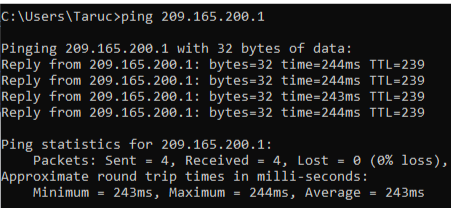 C:\Users\Taruc>ping 209.165.200.1
Pinging 209.165.200.1 with 32 bytes of data:
Reply from 209.165.200.1: bytes=32 time=244ms TTL=239
Reply from 209.165.200.1: bytes=32 time=244ms TTL=239
Reply from 209.165.200.1: bytes=32 time=243ms TTL=239
Reply from 209.165.200.1: bytes=32 time=244ms TTL=239
Ping statistics for 209.165.200.1:
Packets: Sent = 4, Received = 4, Lost = 0 (0% loss),
Approximate round trip times in milli-seconds:
Minimum = 243ms, Maximum = 244ms, Average = 243ms